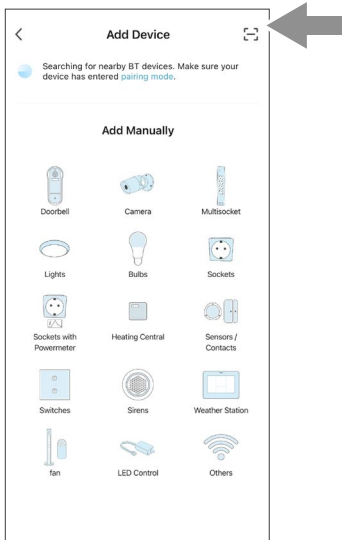 Add Device
Searching for nearby BT devices. Make sure your
device has entered pairing mode.
Add Manually
Doorbell
Camera
Multisocket
Lights
Bulbs
Sockets
Sockets with
Powermeter
Heating Central
Sensors /
Contacts
Switches
Sirens
Weather Station
fan
LED Control
Others